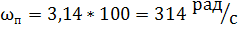 ωп = 3,14 * 100 = 314 рад/с